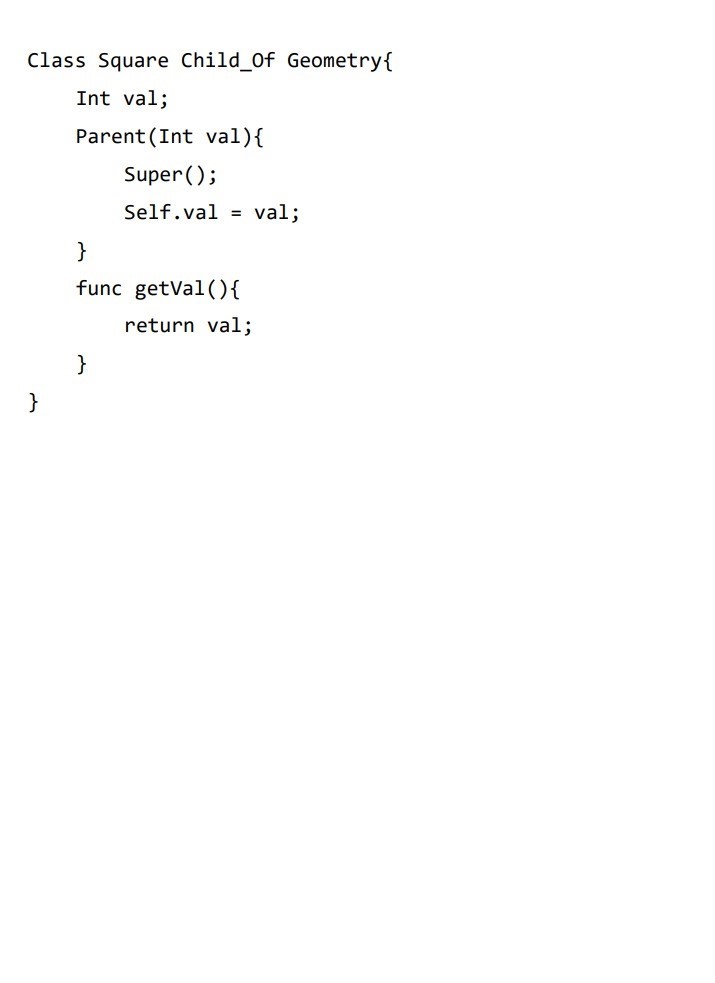 Class Square Child_Of Geometry{
    Int val;
    Parent(Int val){
        Super();
        Self.val = val;
    }
    func getVal(){
        return val;
    }
}